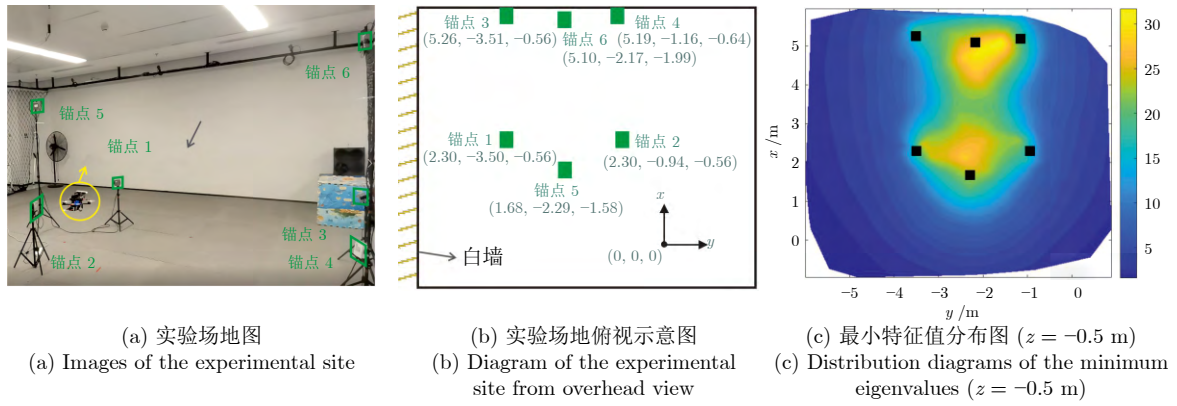 锚点 6
锚点 5
锚点 1
锚点 3
锚点 2
锚点 4
锚点 3
(5.26, −3.51, −0.56)
锚点 6
(5.10, −2.17, −1.99)
锚点 4
(5.19, −1.16, −0.64)
锚点 1
(2.30, −3.50, −0.56)
锚点 2
(2.30, −0.94, −0.56)
锚点 5
(1.68, −2.29, −1.58)
x
y
(0, 0, 0)
白墙
x /m
5
4
3
2
1
0
−5
−4
−3
−2
−1
0
y /m
30
25
20
15
10
5
(a) 实验场地图
(a) Images of the experimental site
(b) 实验场地俯视示意图
(b) Diagram of the experimental
site from overhead view
(c) 最小特征值分布图 (z = −0.5 m)
(c) Distribution diagrams of the minimum
eigenvalues (z = −0.5 m)